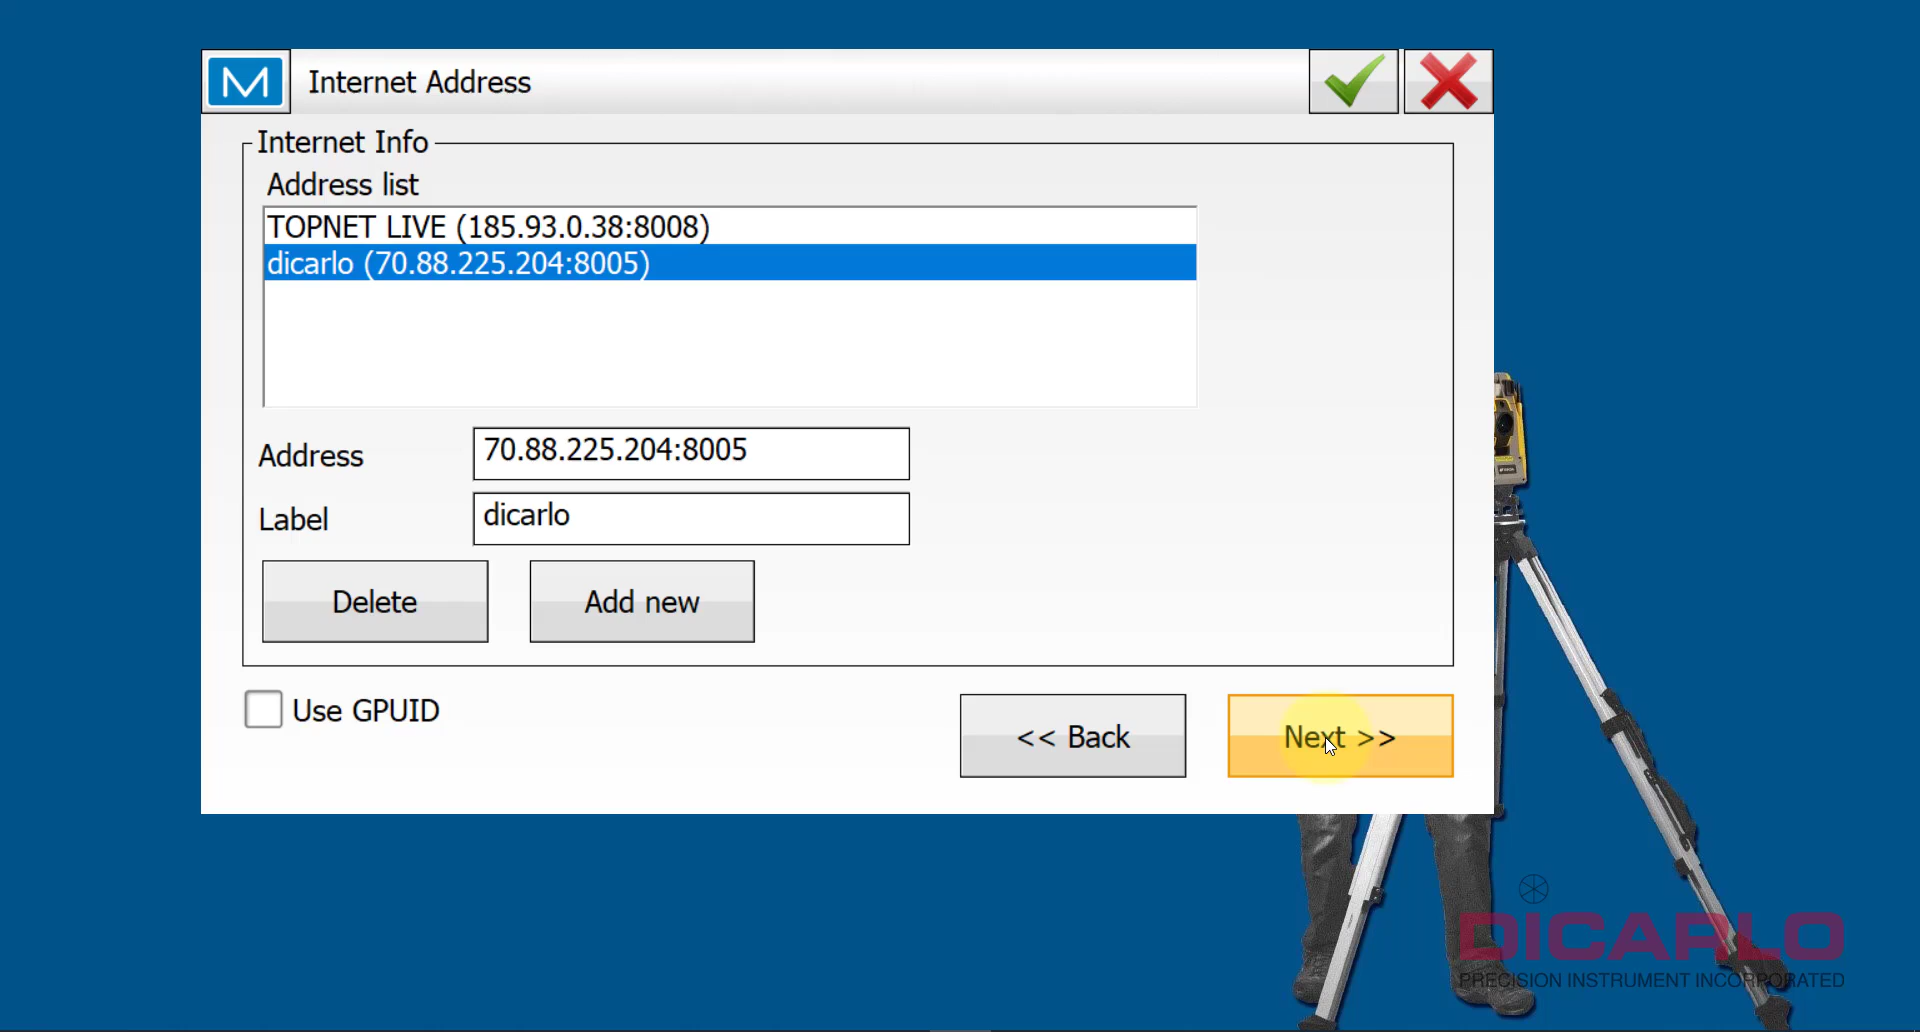 Internet Address
Internet Info
Address list
TOPNET LIVE (185.93.0.38:8008)
dicarlo (70.88.225.204:8005)
Address 70.88.225.204:8005
Label dicarlo
Delete Add new
Use GPUID
<< Back Next >>
DICARLO
PRECISION INSTRUMENT INCORPORATED